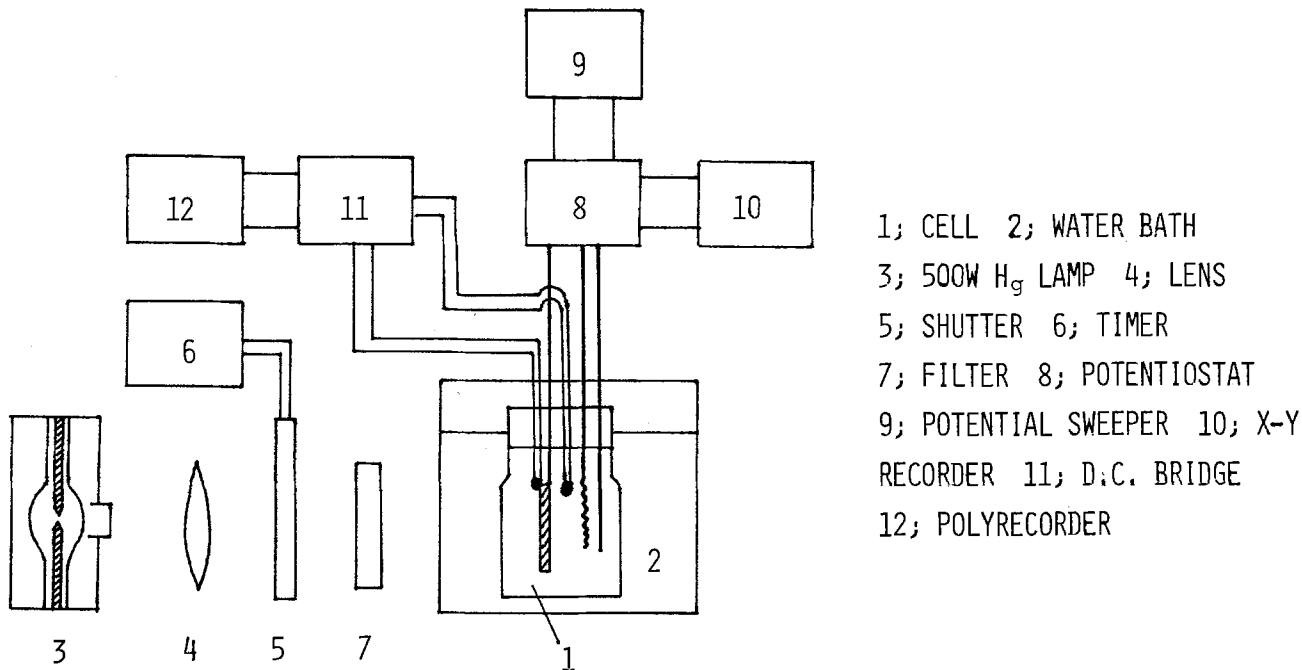 9
12
11
8
10
6
2
3
4
5
7
1
1; CELL 2; WATER BATH
3; 500W Hg LAMP 4; LENS
5; SHUTTER 6; TIMER
7; FILTER 8; POTENTIOSTAT
9; POTENTIAL SWEEPER 10; X-Y
RECORDER 11; D.C. BRIDGE
12; POLYRECORDER